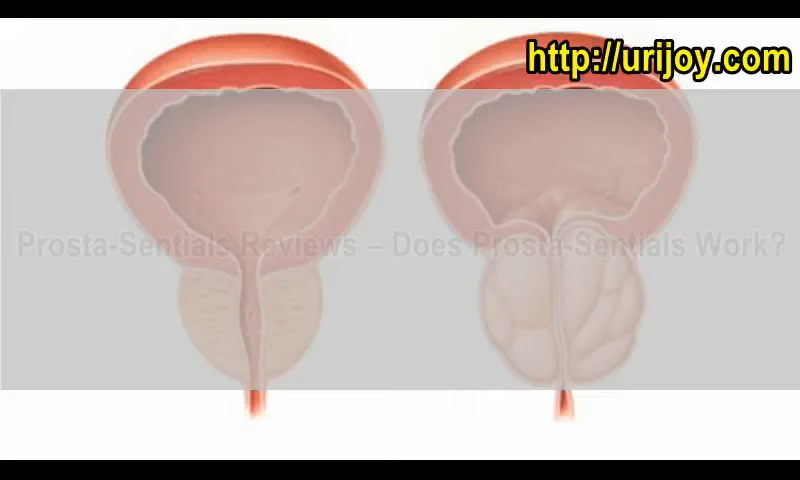 http://urijoy.com
Prosta-Sentials Reviews – Does Prosta-Sentials Work?